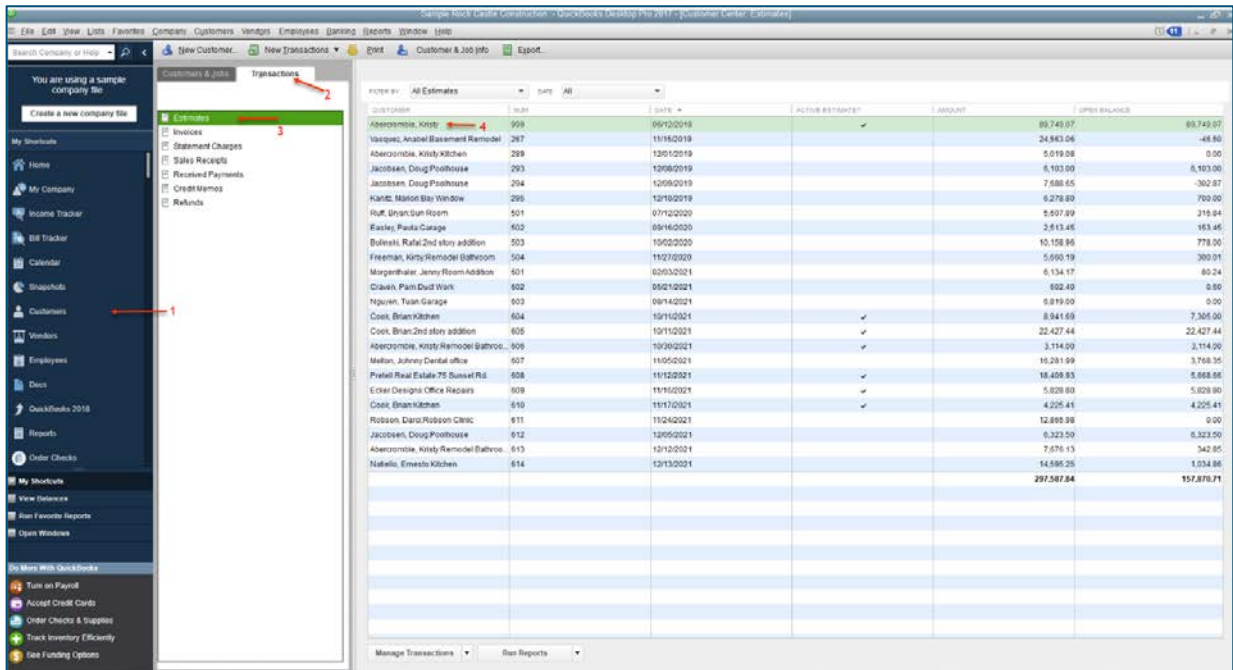 Sample Rock Castle Construction - QuickBooks Desktop Pro 2017 - [Customer Center: Estimates]
File Edit View Lists Favorites Company Customers Vendors Employees Banking Reports Window Help
Search Company or Help New Customer... New Transactions Print Customer & Job Info Export...
You are using a sample company file
Create a new company file
My Shortcuts
Home
My Company
Income Tracker
Bill Tracker
Calendar
Snapshots
Customers 1
Vendors
Employees
Docs
QuickBooks 2018
Reports
Order Checks
My Shortcuts
View Balances
Run Favorite Reports
Open Windows
Do More With QuickBooks
Turn on Payroll
Accept Credit Cards
Order Checks & Supplies
Track Inventory Efficiently
See Funding Options
Customers & Jobs Transactions
2
Estimates
3
Invoices
Statement Charges
Sales Receipts
Received Payments
Credit Memos
Refunds
FILTER BY All Estimates DATE All
CUSTOMER NUM DATE ACTIVE ESTIMATE? AMOUNT OPEN BALANCE
Abercrombie, Kristy 4 999 06/12/2019 ✓ 89,749.07 89,749.07
Vasquez, Anabel:Basement Remodel 267 11/15/2019 24,563.06 -45.50
Abercrombie, Kristy:Kitchen 289 12/01/2019 5,019.08 0.00
Jacobsen, Doug:Poolhouse 293 12/08/2019 6,103.00 6,103.00
Jacobsen, Doug:Poolhouse 294 12/09/2019 7,688.65 -302.87
Kanitz, Marion:Bay Window 295 12/10/2019 6,279.80 700.00
Ruff, Bryan:Sun Room 501 07/12/2020 5,607.89 316.84
Easley, Paula:Garage 502 09/16/2020 2,513.45 153.45
Bolinski, Rafal:2nd story addition 503 10/02/2020 10,158.96 778.00
Freeman, Kirby:Remodel Bathroom 504 11/27/2020 5,660.19 300.01
Morgenthaler, Jenny:Room Addition 601 02/03/2021 6,134.17 80.24
Craven, Pam:Duct Work 602 05/21/2021 602.40 0.60
Nguyen, Tuan:Garage 603 09/14/2021 6,819.00 0.00
Cook, Brian:Kitchen 604 10/11/2021 ✓ 8,941.69 7,305.00
Cook, Brian:2nd story addition 605 10/11/2021 ✓ 22,427.44 22,427.44
Abercrombie, Kristy:Remodel Bathroo... 606 10/30/2021 ✓ 3,114.00 3,114.00
Melton, Johnny:Dental office 607 11/05/2021 16,281.99 3,768.35
Pretell Real Estate:75 Sunset Rd. 608 11/12/2021 ✓ 18,409.93 5,668.66
Ecker Designs:Office Repairs 609 11/16/2021 ✓ 5,828.80 5,828.80
Cook, Brian:Kitchen 610 11/17/2021 ✓ 4,225.41 4,225.41
Robson, Darci:Robson Clinic 611 11/24/2021 12,865.98 0.00
Jacobsen, Doug:Poolhouse 612 12/05/2021 6,323.50 6,323.50
Abercrombie, Kristy:Remodel Bathroo... 613 12/12/2021 7,676.13 342.85
Natiello, Ernesto:Kitchen 614 12/13/2021 14,595.25 1,034.86
297,587.84 157,870.71
Manage Transactions Run Reports